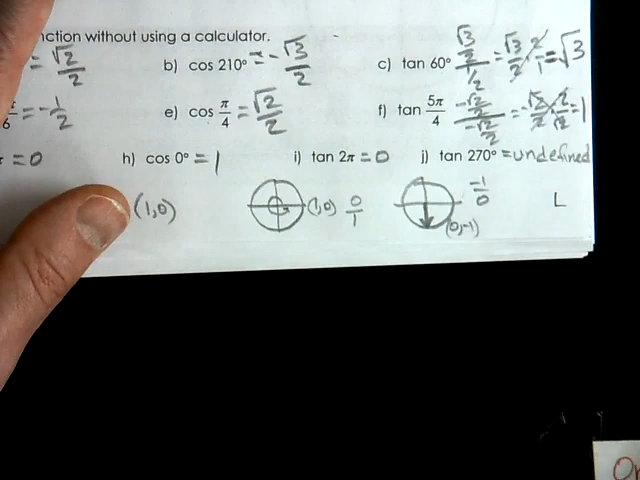 nction without using a calculator.
= √2/2 b) cos 210° = -√3/2 c) tan 60° (√3/2)/(1/2) = √3/2 · 2/1 = √3
6 = -1/2 e) cos π/4 = √2/2 f) tan 5π/4 (-√2/2)/(-√2/2) = -√2/2 · 2/√2 = 1
= 0 h) cos 0° = 1 i) tan 2π = 0 j) tan 270° = undefined
(1,0) (1,0) 0/1 (0,-1) -1/0 L